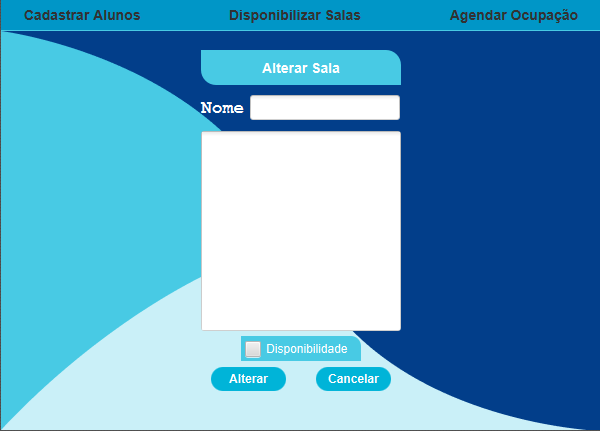 Cadastrar Alunos Disponibilizar Salas Agendar Ocupação
Alterar Sala
Nome
Disponibilidade
Alterar Cancelar